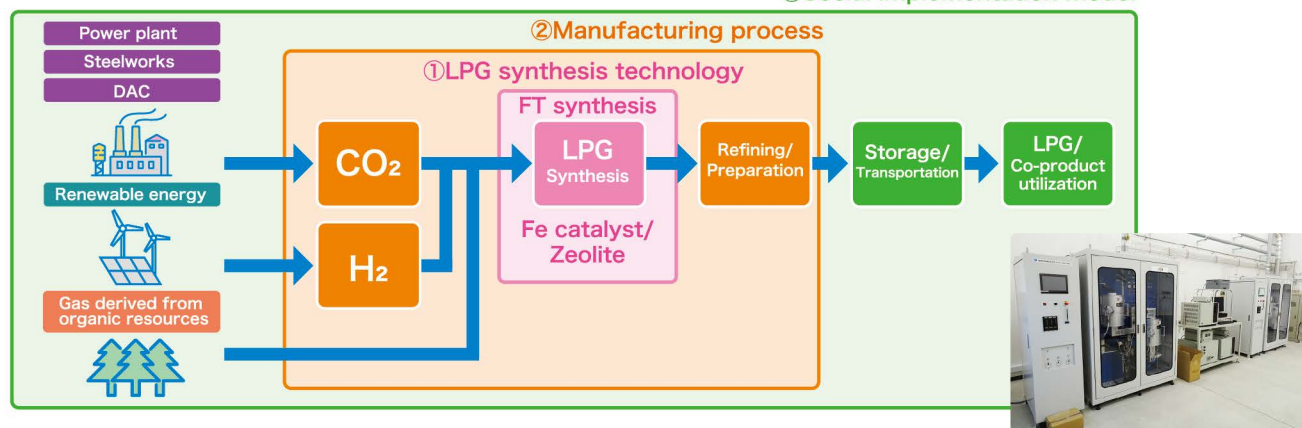 ②Manufacturing process
①LPG synthesis technology
Power plant
Steelworks
DAC
Renewable energy
Gas derived from
organic resources
CO₂
H₂
FT synthesis
LPG
Synthesis
Fe catalyst/
Zeolite
Refining/
Preparation
Storage/
Transportation
LPG/
Co-product
utilization